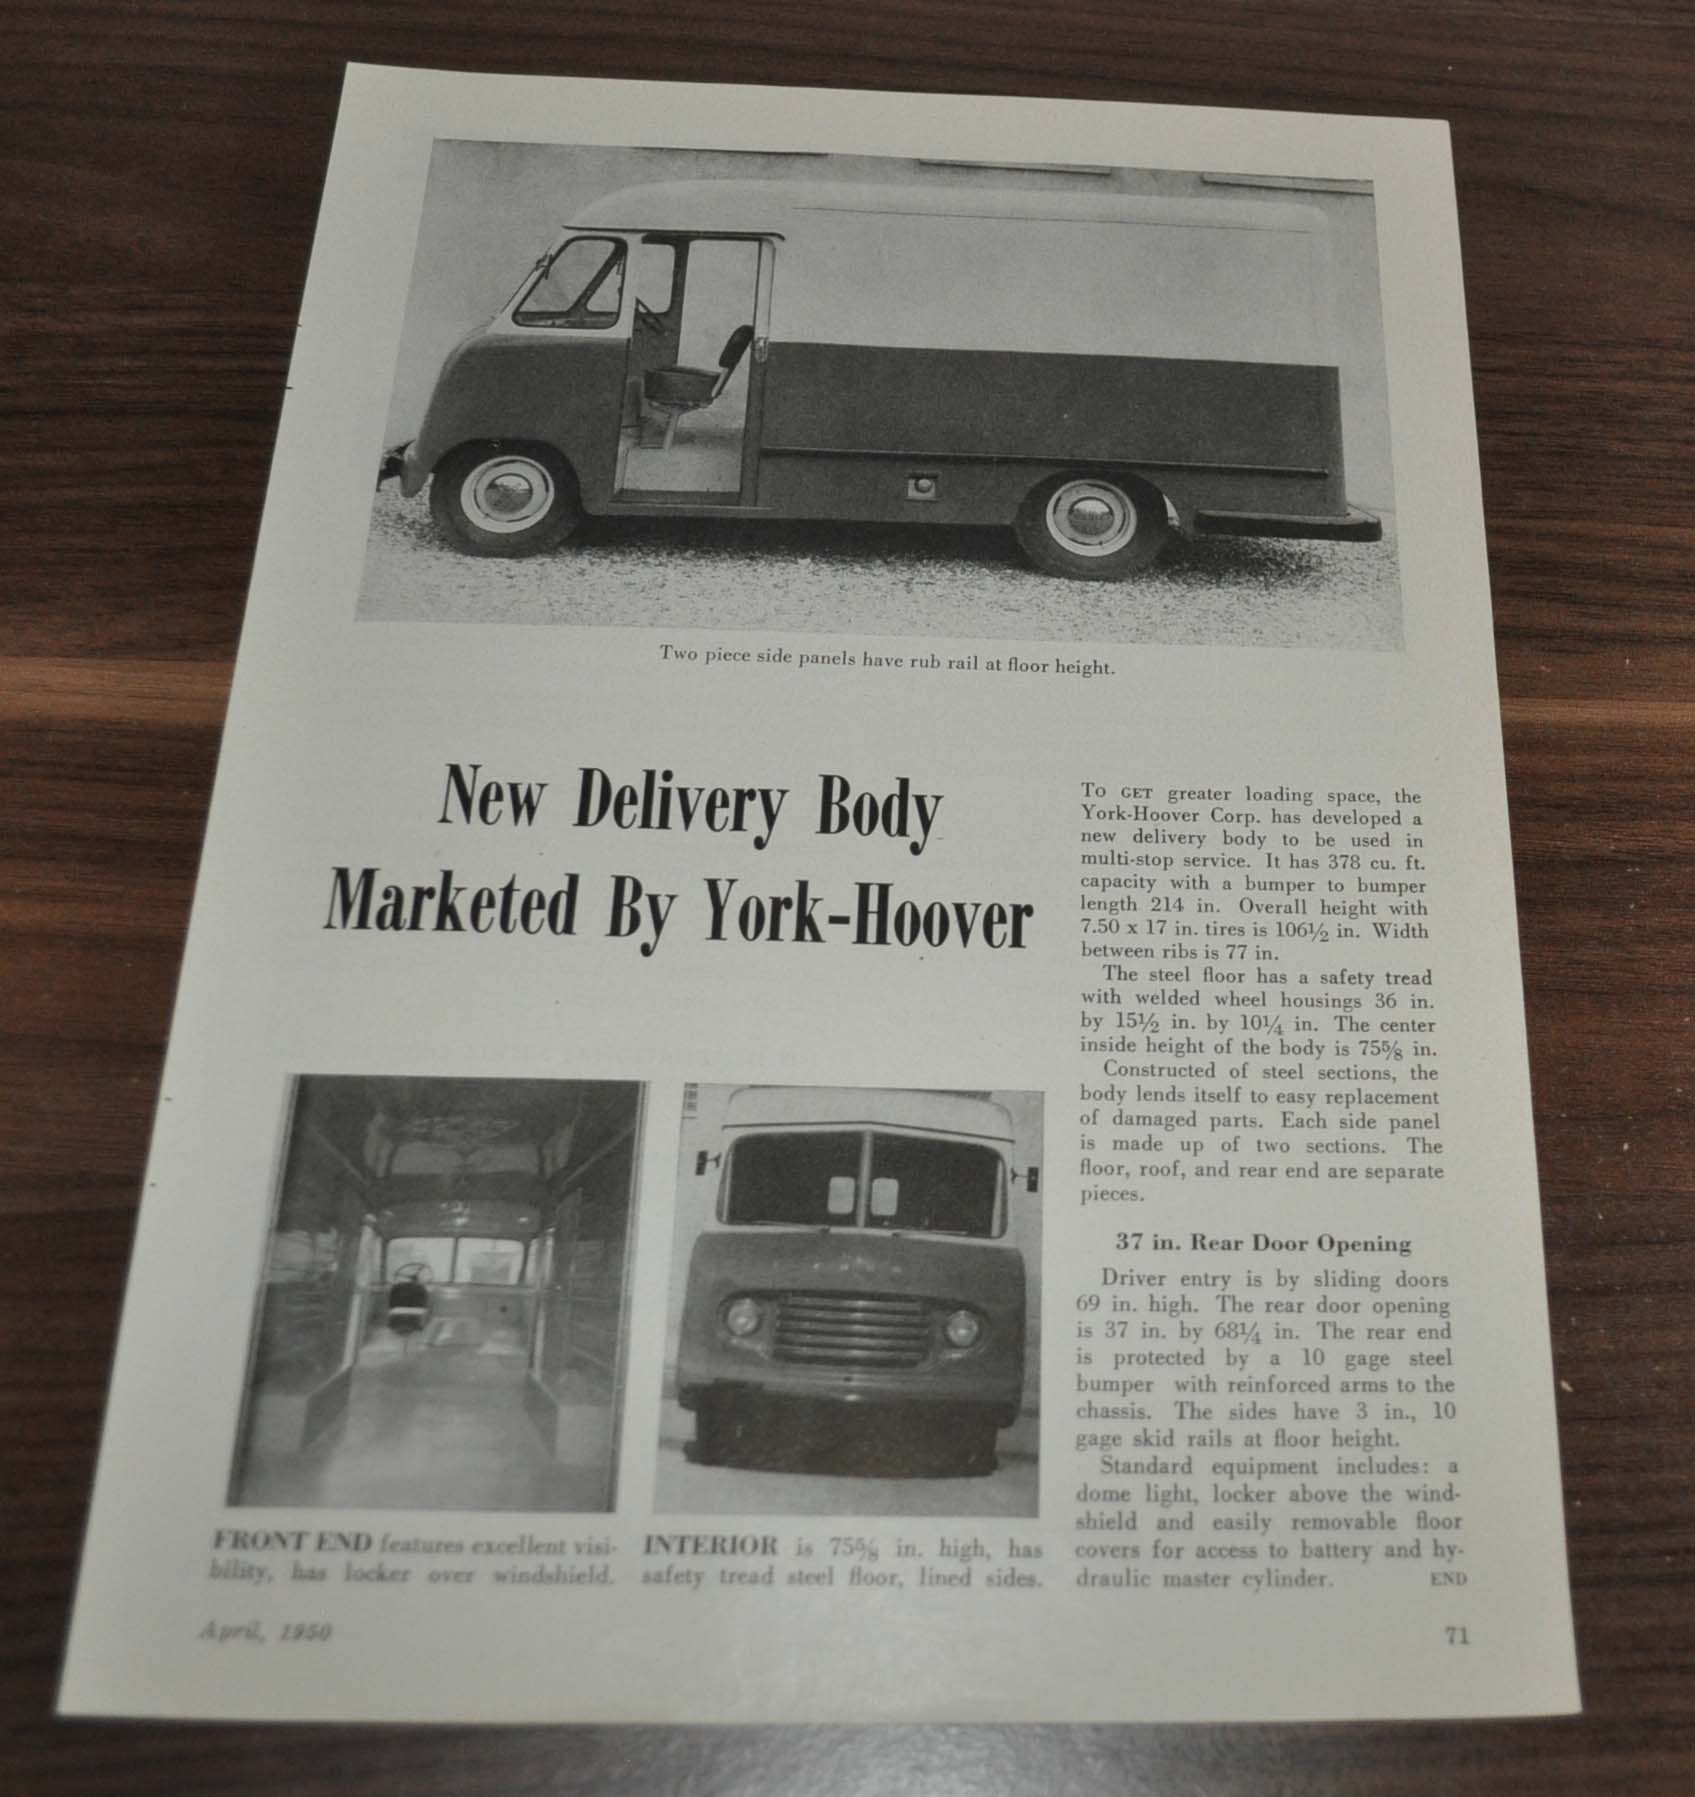 Two piece side panels have rub rail at floor height.
New Delivery Body
Marketed By York-Hoover
To GET greater loading space, the
York-Hoover Corp. has developed a
new delivery body to be used in
multi-stop service. It has 378 cu. ft.
capacity with a bumper to bumper
length 214 in. Overall height with
7.50 x 17 in. tires is 106½ in. Width
between ribs is 77 in.
The steel floor has a safety tread
with welded wheel housings 36 in.
by 15½ in. by 10¼ in. The center
inside height of the body is 75⅝ in.
Constructed of steel sections, the
body lends itself to easy replacement
of damaged parts. Each side panel
is made up of two sections. The
floor, roof, and rear end are separate
pieces.
37 in. Rear Door Opening
Driver entry is by sliding doors
69 in. high. The rear door opening
is 37 in. by 68¼ in. The rear end
is protected by a 10 gage steel
bumper with reinforced arms to the
chassis. The sides have 3 in., 10
gage skid rails at floor height.
Standard equipment includes: a
dome light, locker above the wind-
shield and easily removable floor
covers for access to battery and hy-
draulic master cylinder. END
FRONT END features excellent visi-
bility, has locker over windshield.
INTERIOR is 75⅝ in. high, has
safety tread steel floor, lined sides.
April, 1950
71